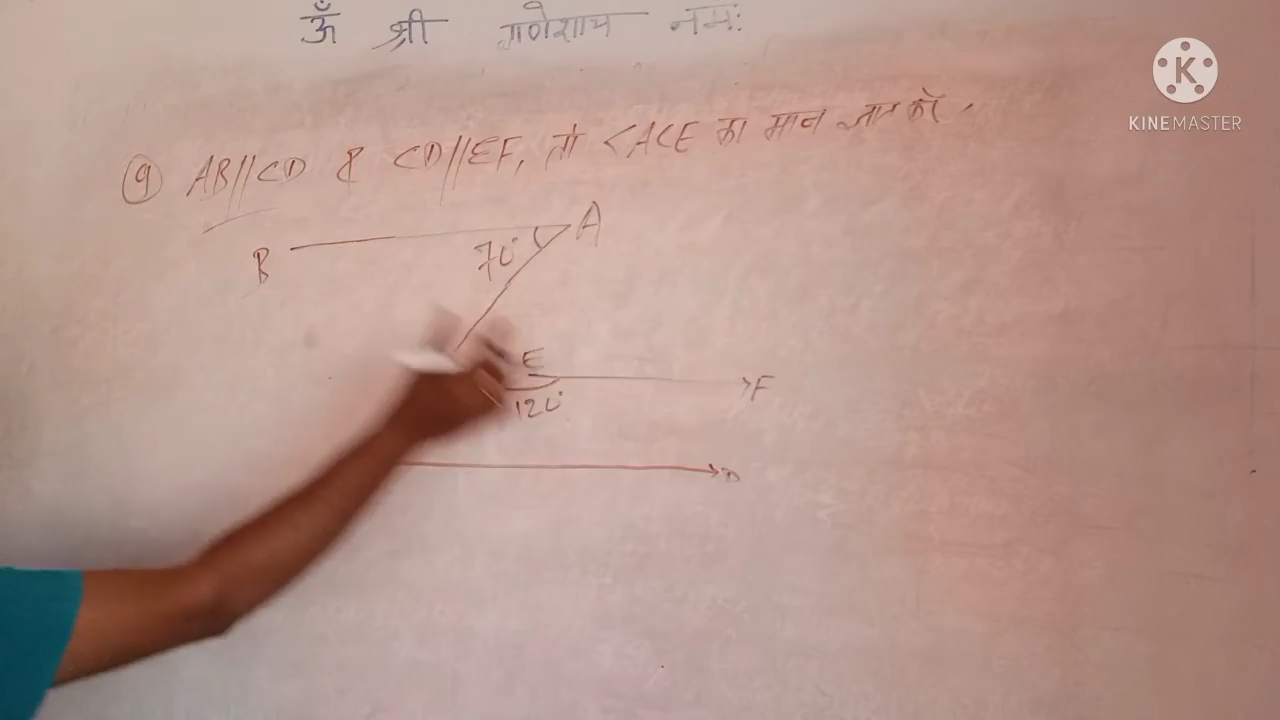 ॐ श्री गणेशाय नमः
K
KINEMASTER
9 AB//CD & CD//EF, तो <ACE का मान ज्ञात करें.
B
A
70°
E
F
120°
D